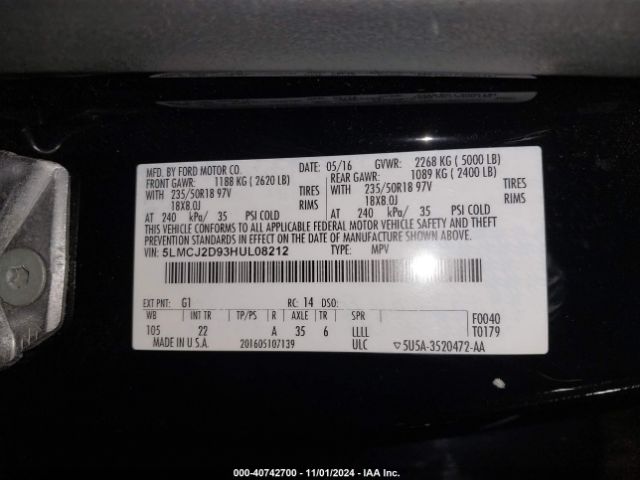 MFD. BY FORD MOTOR CO. DATE: 05/16 GVWR: 2268 KG ( 5000 LB)
FRONT GAWR: 1188 KG ( 2620 LB) REAR GAWR: 1089 KG ( 2400 LB)
WITH 235/50R18 97V TIRES WITH 235/50R18 97V TIRES
18X8.0J RIMS 18X8.0J RIMS
AT 240 kPa/ 35 PSI COLD AT 240 kPa/ 35 PSI COLD
THIS VEHICLE CONFORMS TO ALL APPLICABLE FEDERAL MOTOR VEHICLE SAFETY AND THEFT
PREVENTION STANDARDS IN EFFECT ON THE DATE OF MANUFACTURE SHOWN ABOVE.
VIN: 5LMCJ2D93HUL08212 TYPE: MPV
EXT PNT: G1 RC: 14 DSO:
WB INT TR TP/PS R AXLE TR SPR F0040
105 22 A 35 6 LLLL T0179
MADE IN U.S.A. 201605107139 ULC ▽5U5A-3520472-AA
000-40742700 - 11/01/2024 - IAA Inc.